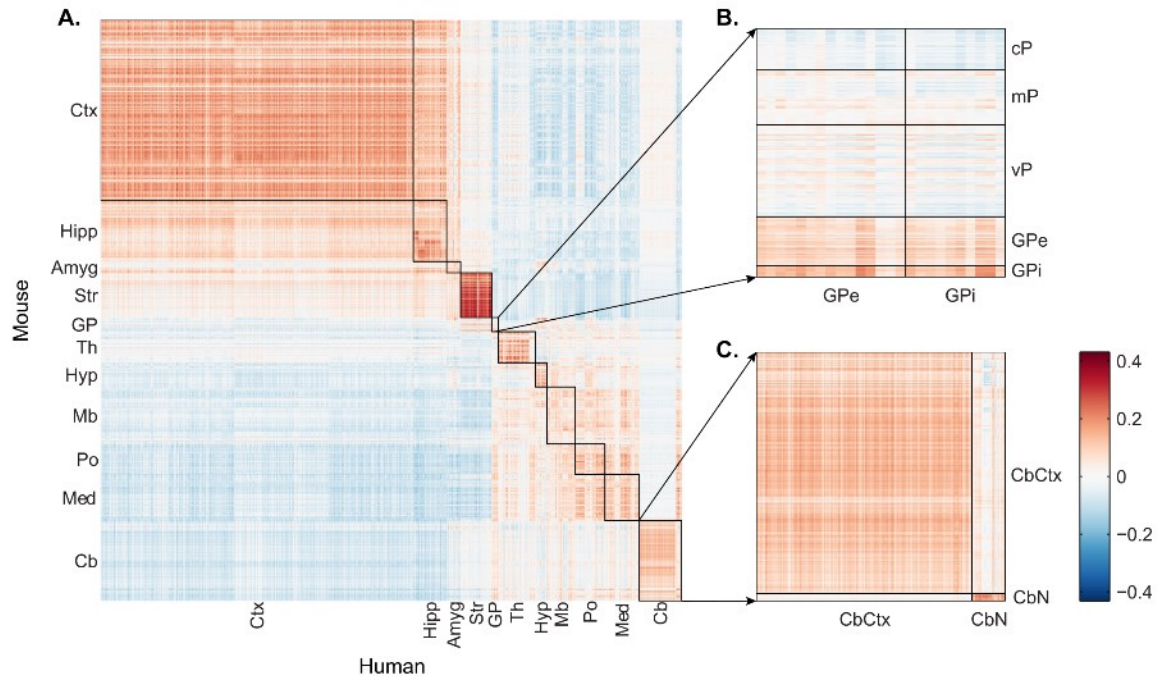 A.
Mouse
Ctx
Hipp
Amyg
Str
GP
Th
Hyp
Mb
Po
Med
Cb
Ctx
Hipp
Amyg
Str
GP
Th
Hyp
Mb
Po
Med
Cb
Human
B.
cP
mP
vP
GPe
GPi
GPe
GPi
C.
CbCtx
CbN
CbCtx
CbN
0.4
0.2
0
−0.2
−0.4